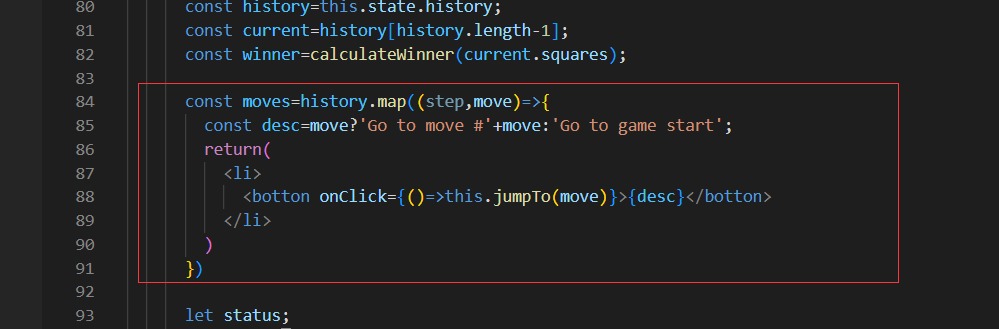 80 const history=this.state.history;
81 const current=history[history.length-1];
82 const winner=calculateWinner(current.squares);
83
84 const moves=history.map((step,move)=>{
85 const desc=move?'Go to move #'+move:'Go to game start';
86 return(
87 <li>
88 <botton onClick={()=>this.jumpTo(move)}>{desc}</botton>
89 </li>
90 )
91 })
92
93 let status;